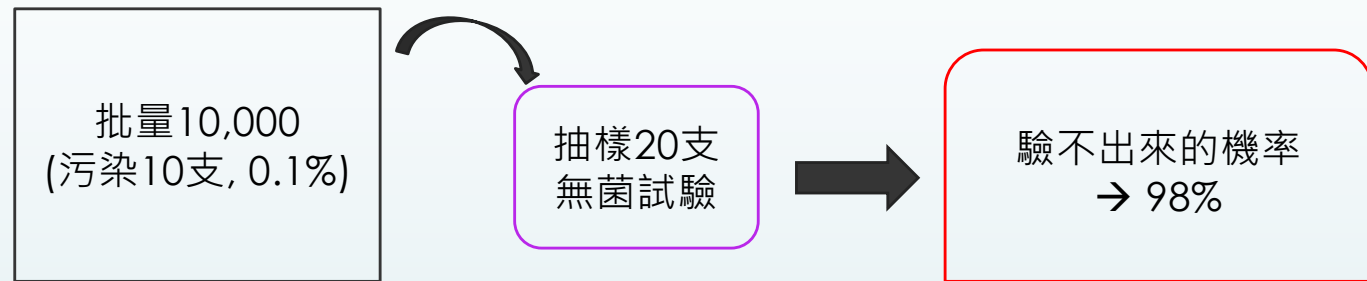 批量10,000
(污染10支, 0.1%)
抽樣20支
無菌試驗
驗不出來的機率
→ 98%